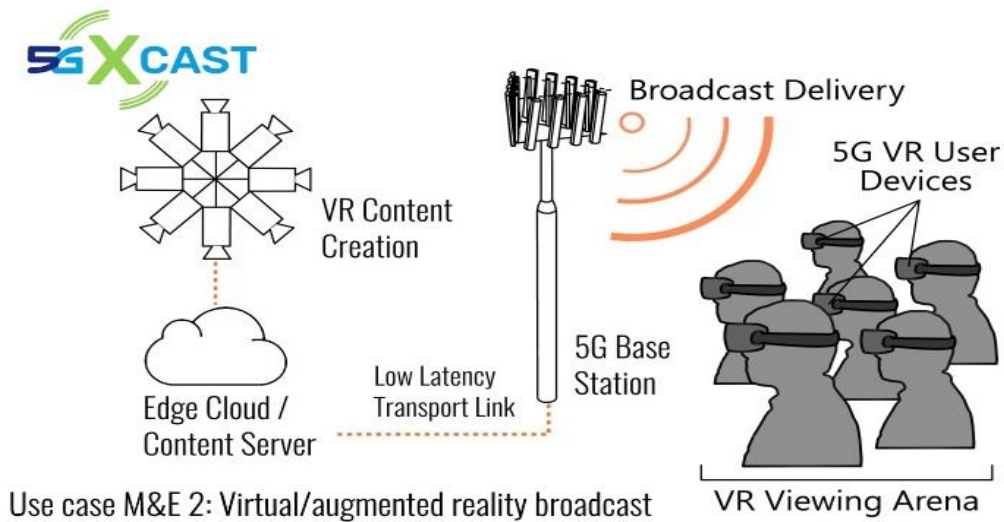 5G XCAST
Broadcast Delivery
5G VR User
Devices
VR Content
Creation
5G Base
Station
Low Latency
Transport Link
Edge Cloud /
Content Server
VR Viewing Arena
Use case M&E 2: Virtual/augmented reality broadcast